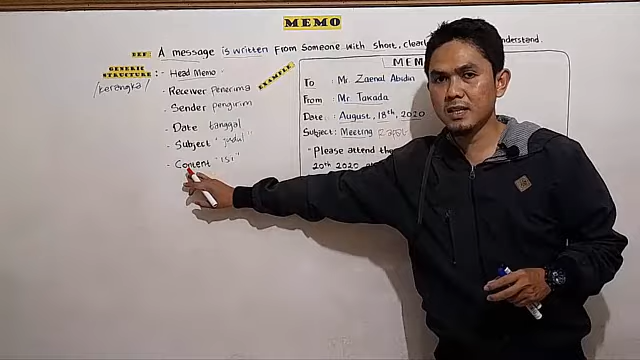 MEMO
DEF: A message is written from someone with short, clear understand.
GENERIC STRUCTURE : - Head Memo
/kerangka/
- Receiver Penerima
- Sender pengirim
- Date tanggal
- Subject "judul"
- Content "isi"
EXAMPLE
MEM
To : Mr. Zaenal Abidin
From : Mr. Takada
Date : August, 18th, 2020
Subject: Meeting
"Please attend the
20th 2020